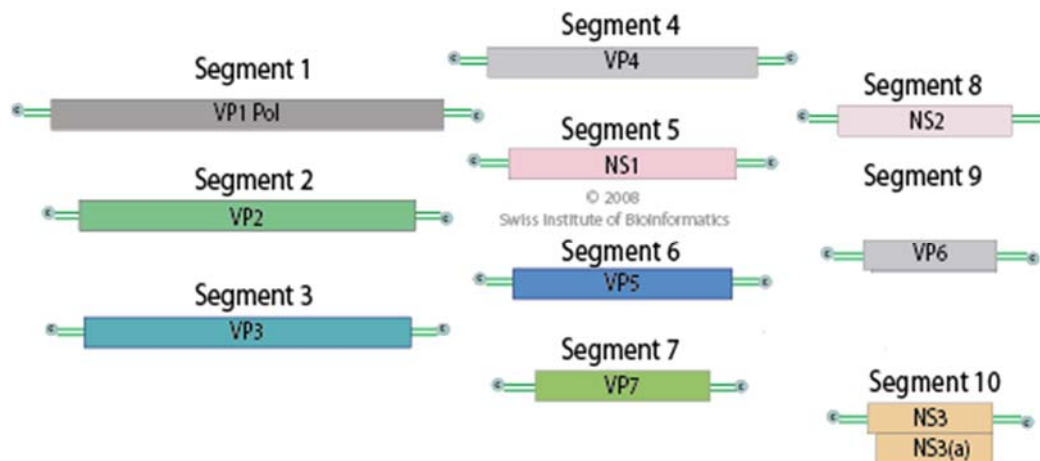 Segment 1
VP1 Pol
Segment 2
VP2
Segment 3
VP3
Segment 4
VP4
Segment 5
NS1
© 2008
Swiss Institute of Bioinformatics
Segment 6
VP5
Segment 7
VP7
Segment 8
NS2
Segment 9
VP6
Segment 10
NS3
NS3(a)